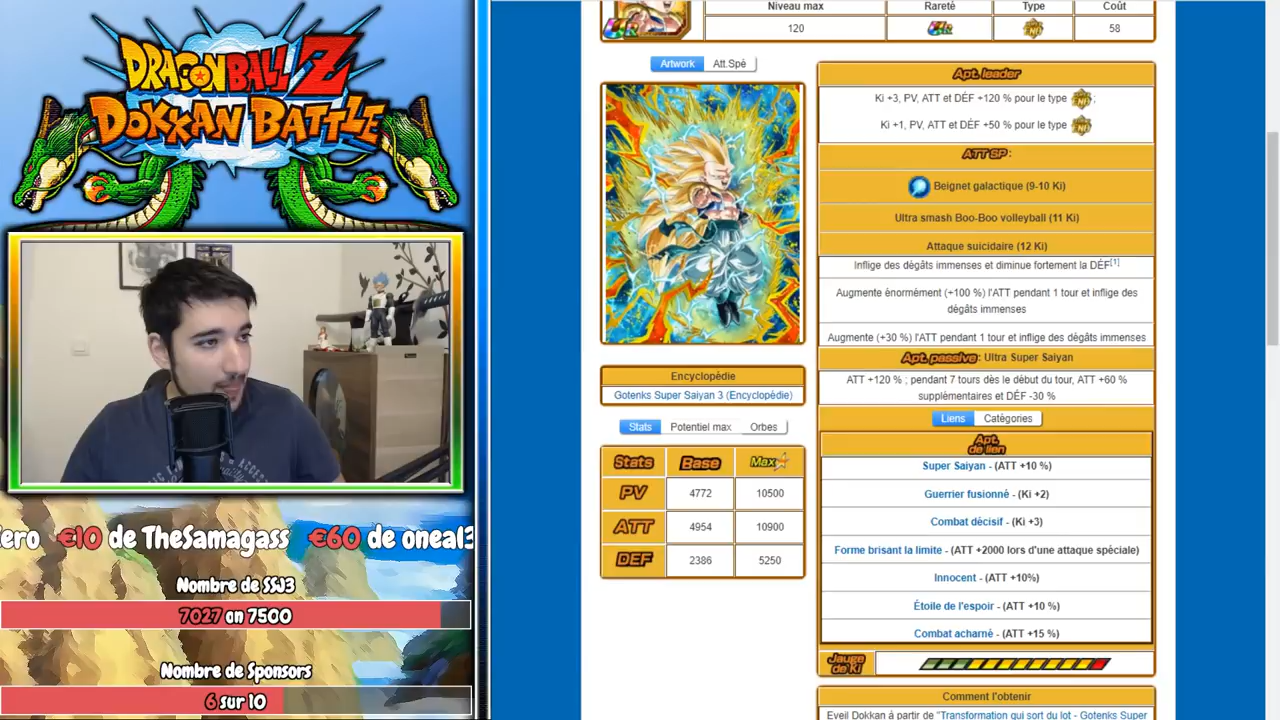 DRAGON BALL Z
DOKKAN BATTLE
€10 de TheSamagass €60 de oneal3
Nombre de SSJ3
7027 on 7500
Nombre de Sponsors
6 sur 10
Niveau max
Rareté
Type
Coût
120
UR
58
Artwork
Att.Spé
Encyclopédie
Gotenks Super Saiyan 3 (Encyclopédie)
Stats
Potentiel max
Orbes
Stats Base Max
PV 4772 10500
ATT 4954 10900
DEF 2386 5250
Apt. leader
Ki +3, PV, ATT et DÉF +120 % pour le type ;
Ki +1, PV, ATT et DÉF +50 % pour le type
ATT SP:
Beignet galactique (9-10 Ki)
Ultra smash Boo-Boo volleyball (11 Ki)
Attaque suicidaire (12 Ki)
Inflige des dégâts immenses et diminue fortement la DÉF[1]
Augmente énormément (+100 %) l'ATT pendant 1 tour et inflige des
dégâts immenses
Augmente (+30 %) l'ATT pendant 1 tour et inflige des dégâts immenses
Apt. passive: Ultra Super Saiyan
ATT +120 % ; pendant 7 tours dès le début du tour, ATT +60 %
supplémentaires et DÉF -30 %
Liens
Catégories
Apt.
de lien
Super Saiyan - (ATT +10 %)
Guerrier fusionné - (Ki +2)
Combat décisif - (Ki +3)
Forme brisant la limite - (ATT +2000 lors d'une attaque spéciale)
Innocent - (ATT +10%)
Étoile de l'espoir - (ATT +10 %)
Combat acharné - (ATT +15 %)
Jauge
de Ki
Comment l'obtenir
Eveil Dokkan à partir de "Transformation qui sort du lot - Gotenks Super